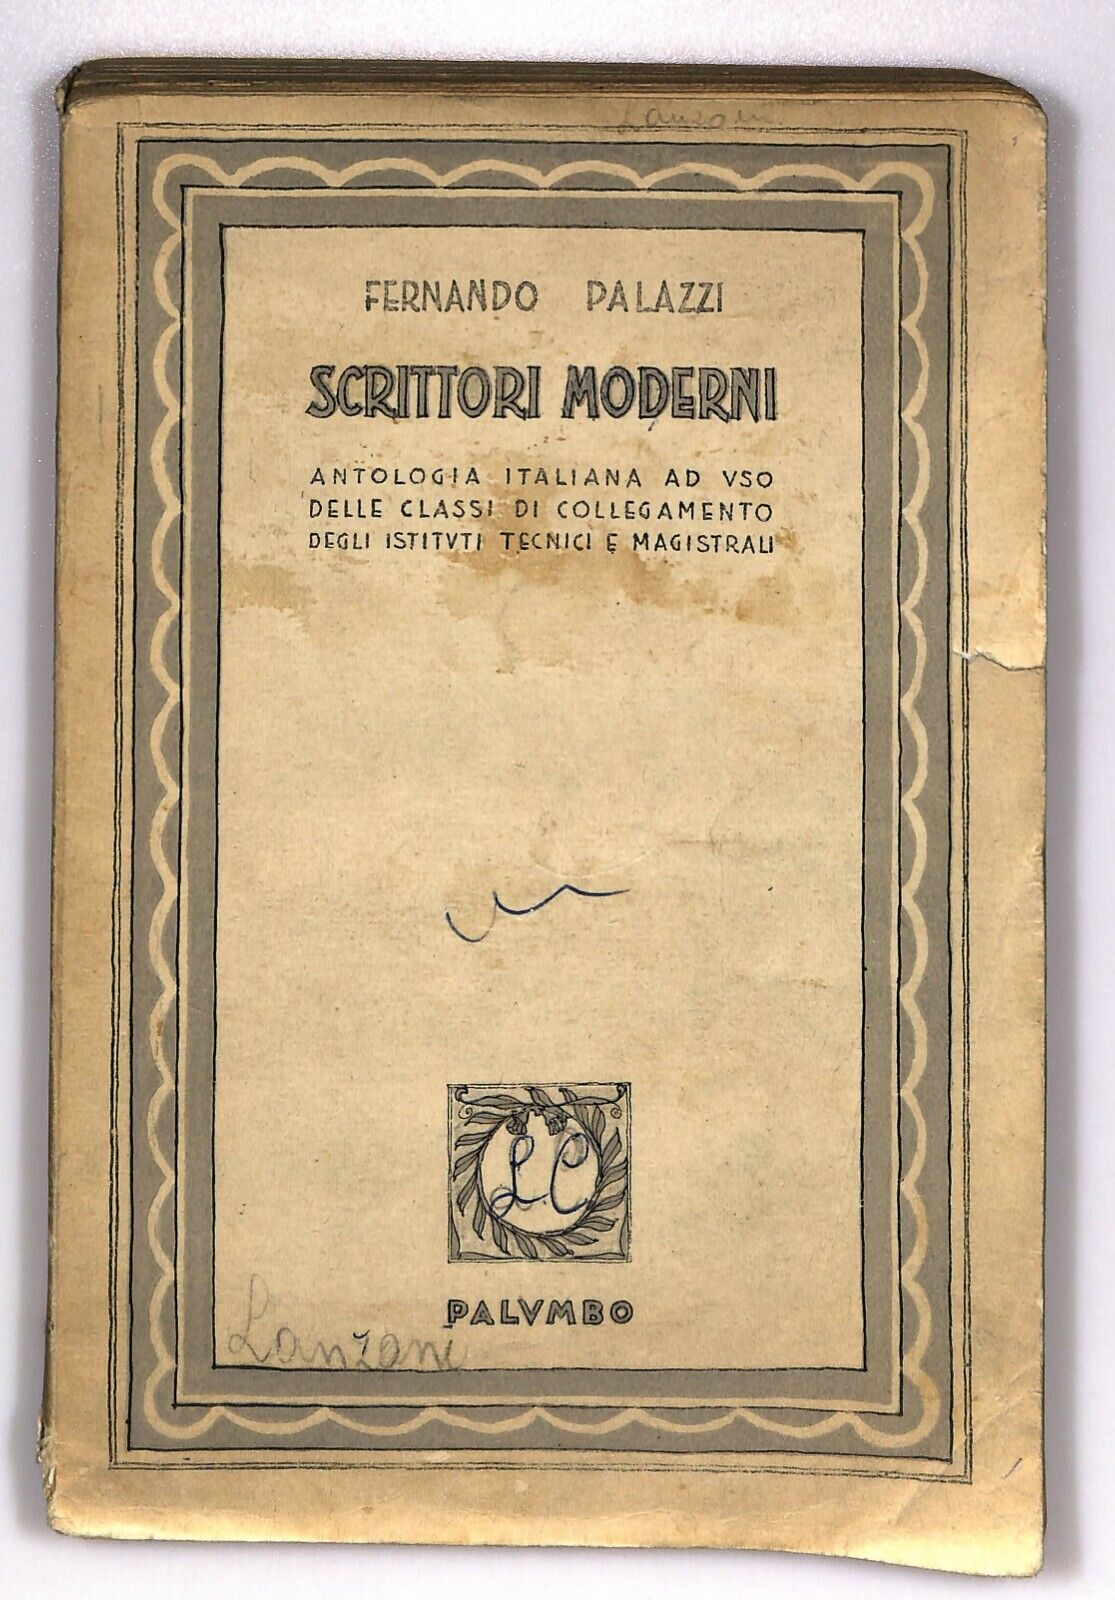 Lanzoni
FERNANDO PALAZZI
SCRITTORI MODERNI
ANTOLOGIA ITALIANA AD VSO
DELLE CLASSI DI COLLEGAMENTO
DEGLI ISTITVTI TECNICI E MAGISTRALI
LC
PALVMBO
Lanzoni